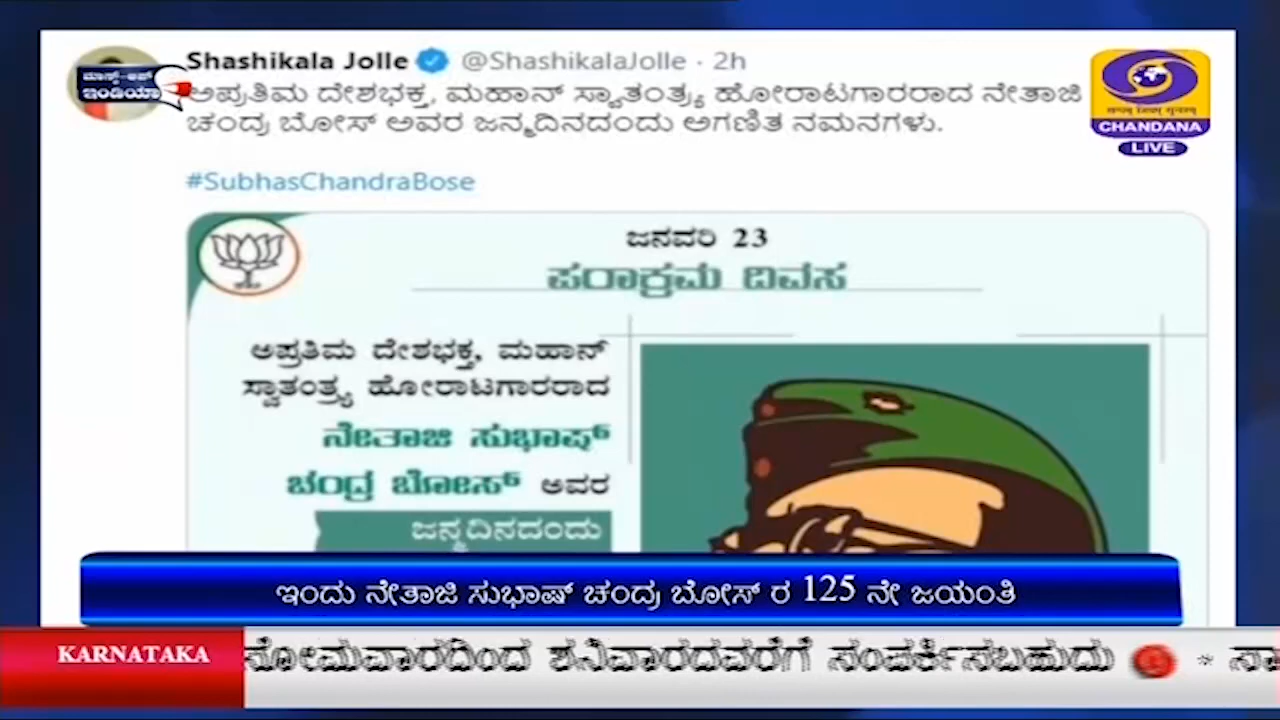 Shashikala Jolle @ShashikalaJolle · 2h
ಮಾಸ್ಕ್ ಅಪ್
ಇಂಡಿಯಾ
ಅಪ್ರತಿಮ ದೇಶಭಕ್ತ, ಮಹಾನ್ ಸ್ವಾತಂತ್ರ್ಯ ಹೋರಾಟಗಾರರಾದ ನೇತಾಜಿ
ಚಂದ್ರ ಬೋಸ್ ಅವರ ಜನ್ಮದಿನದಂದು ಅಗಣಿತ ನಮನಗಳು.
CHANDANA
LIVE
#SubhasChandraBose
ಜನವರಿ 23
ಪರಾಕ್ರಮ ದಿವಸ
ಅಪ್ರತಿಮ ದೇಶಭಕ್ತ, ಮಹಾನ್
ಸ್ವಾತಂತ್ರ್ಯ ಹೋರಾಟಗಾರರಾದ
ನೇತಾಜಿ ಸುಭಾಷ್
ಚಂದ್ರ ಬೋಸ್ ಅವರ
ಜನ್ಮದಿನದಂದು
ಇಂದು ನೇತಾಜಿ ಸುಭಾಷ್ ಚಂದ್ರ ಬೋಸ್ ರ 125 ನೇ ಜಯಂತಿ
KARNATAKA ಸೋಮವಾರದಿಂದ ಶನಿವಾರದವರೆಗೆ ಸಂಪರ್ಕಿಸಬಹುದು * ನಾ